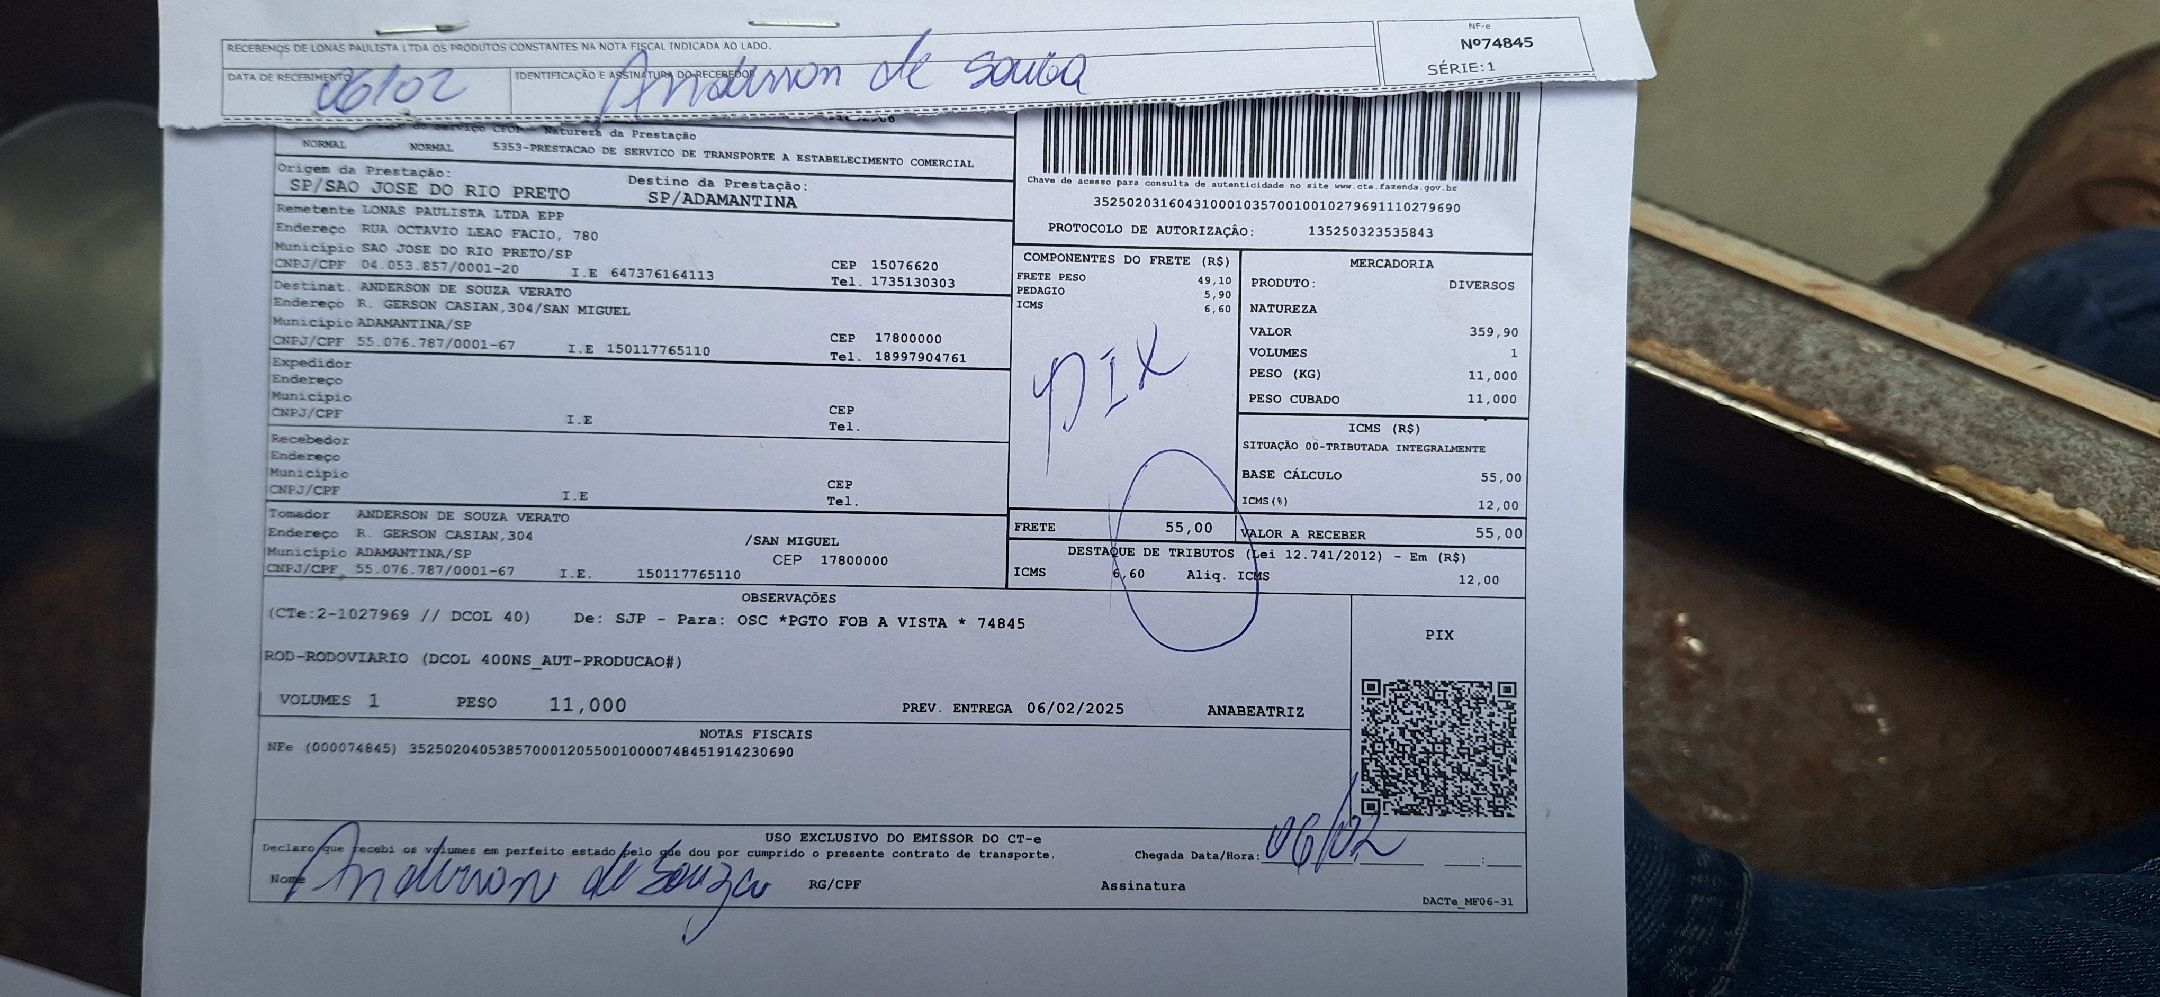 RECEBEMOS DE LONAS PAULISTA LTDA OS PRODUTOS CONSTANTES NA NOTA FISCAL INDICADA AO LADO.
NF-e
Nº74845
SÉRIE:1
DATA DE RECEBIMENTO
06/02
IDENTIFICAÇÃO E ASSINATURA DO RECEBEDOR
Anderson de Souza
Natureza da Prestação
NORMAL NORMAL 5353-PRESTACAO DE SERVICO DE TRANSPORTE A ESTABELECIMENTO COMERCIAL
Origem da Prestação:
SP/SAO JOSE DO RIO PRETO
Destino da Prestação:
SP/ADAMANTINA
Chave de acesso para consulta de autenticidade no site www.cte.fazenda.gov.br
35250203160431000103570010010279691110279690
PROTOCOLO DE AUTORIZAÇÃO: 135250323535843
Remetente LONAS PAULISTA LTDA EPP
Endereço RUA OCTAVIO LEAO FACIO, 780
Município SAO JOSE DO RIO PRETO/SP
CEP 15076620
CNPJ/CPF 04.053.857/0001-20 I.E 647376164113 Tel. 1735130303
Destinat. ANDERSON DE SOUZA VERATO
Endereço R. GERSON CASIAN,304/SAN MIGUEL
Município ADAMANTINA/SP
CEP 17800000
CNPJ/CPF 55.076.787/0001-67 I.E 150117765110 Tel. 18997904761
Expedidor
Endereço
Município
CEP
CNPJ/CPF I.E Tel.
Recebedor
Endereço
Município
CEP
CNPJ/CPF I.E Tel.
Tomador ANDERSON DE SOUZA VERATO
Endereço R. GERSON CASIAN,304 /SAN MIGUEL
Município ADAMANTINA/SP CEP 17800000
CNPJ/CPF 55.076.787/0001-67 I.E. 150117765110
COMPONENTES DO FRETE (R$)
FRETE PESO 49,10
PEDAGIO 5,90
ICMS 6,60
PIX
MERCADORIA
PRODUTO: DIVERSOS
NATUREZA
VALOR 359,90
VOLUMES 1
PESO (KG) 11,000
PESO CUBADO 11,000
ICMS (R$)
SITUAÇÃO 00-TRIBUTADA INTEGRALMENTE
BASE CÁLCULO 55,00
ICMS(%) 12,00
FRETE 55,00
VALOR A RECEBER 55,00
DESTAQUE DE TRIBUTOS (Lei 12.741/2012) - Em (R$)
ICMS 6,60 Aliq. ICMS 12,00
OBSERVAÇÕES
(CTe:2-1027969 // DCOL 40) De: SJP - Para: OSC *PGTO FOB A VISTA * 74845
ROD-RODOVIARIO (DCOL 400NS_AUT-PRODUCAO#)
VOLUMES 1 PESO 11,000 PREV. ENTREGA 06/02/2025 ANABEATRIZ
PIX
NOTAS FISCAIS
NFe (000074845) 35250204053857000120550010000748451914230690
USO EXCLUSIVO DO EMISSOR DO CT-e
Declaro que recebi os volumes em perfeito estado pelo que dou por cumprido o presente contrato de transporte.
Chegada Data/Hora: 06/02 :
Nome Anderson de Souza RG/CPF Assinatura
DACTe_MF06-31